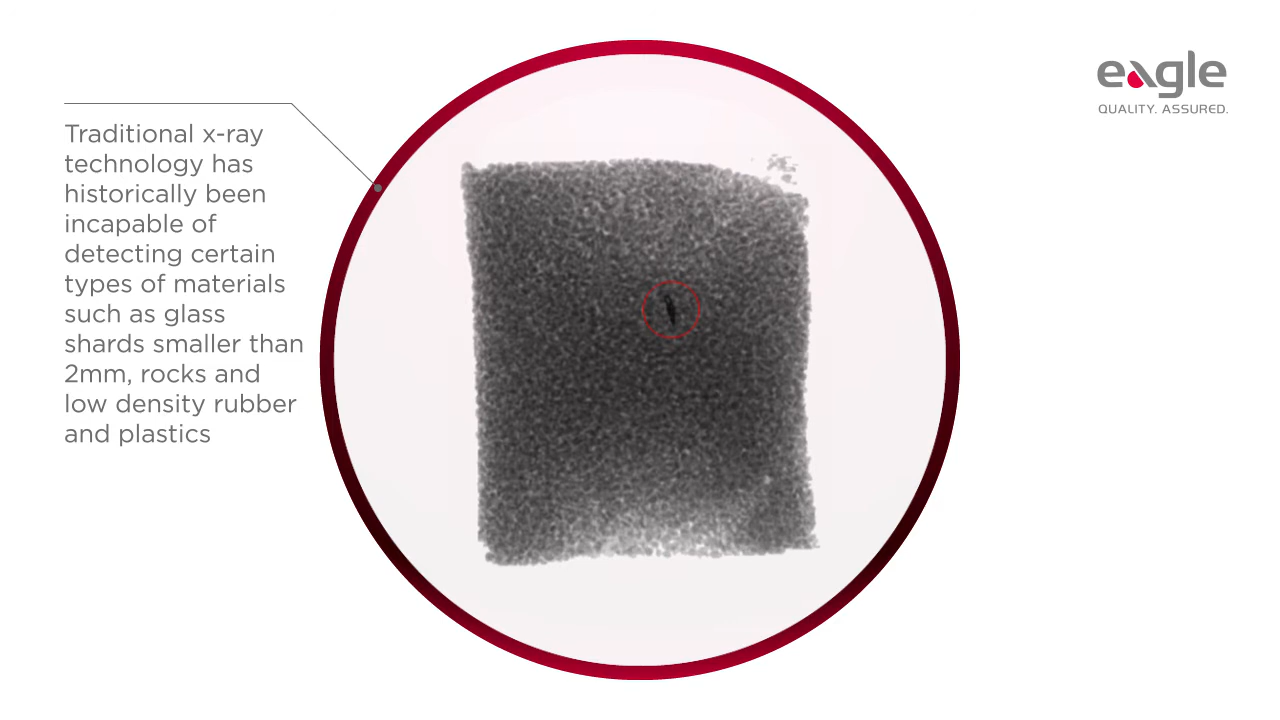 Traditional x-ray
technology has
historically been
incapable of
detecting certain
types of materials
such as glass
shards smaller than
2mm, rocks and
low density rubber
and plastics
eagle
QUALITY. ASSURED.